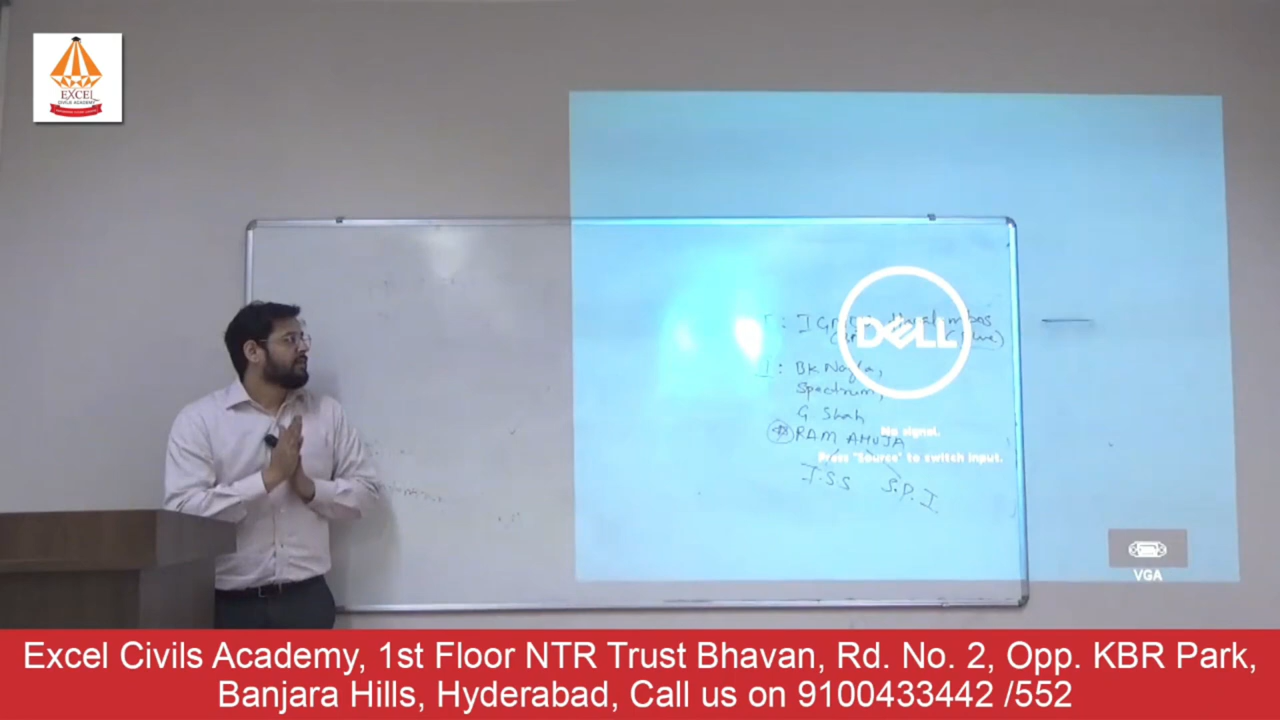 EXCEL
CIVILS ACADEMY
: I
DELL
I : BK Nagla,
Spectrum,
G Shah
RAM AHUJA
No signal.
Press "Source" to switch input.
I.S.S S.P.I
VGA
Excel Civils Academy, 1st Floor NTR Trust Bhavan, Rd. No. 2, Opp. KBR Park,
Banjara Hills, Hyderabad, Call us on 9100433442 /552